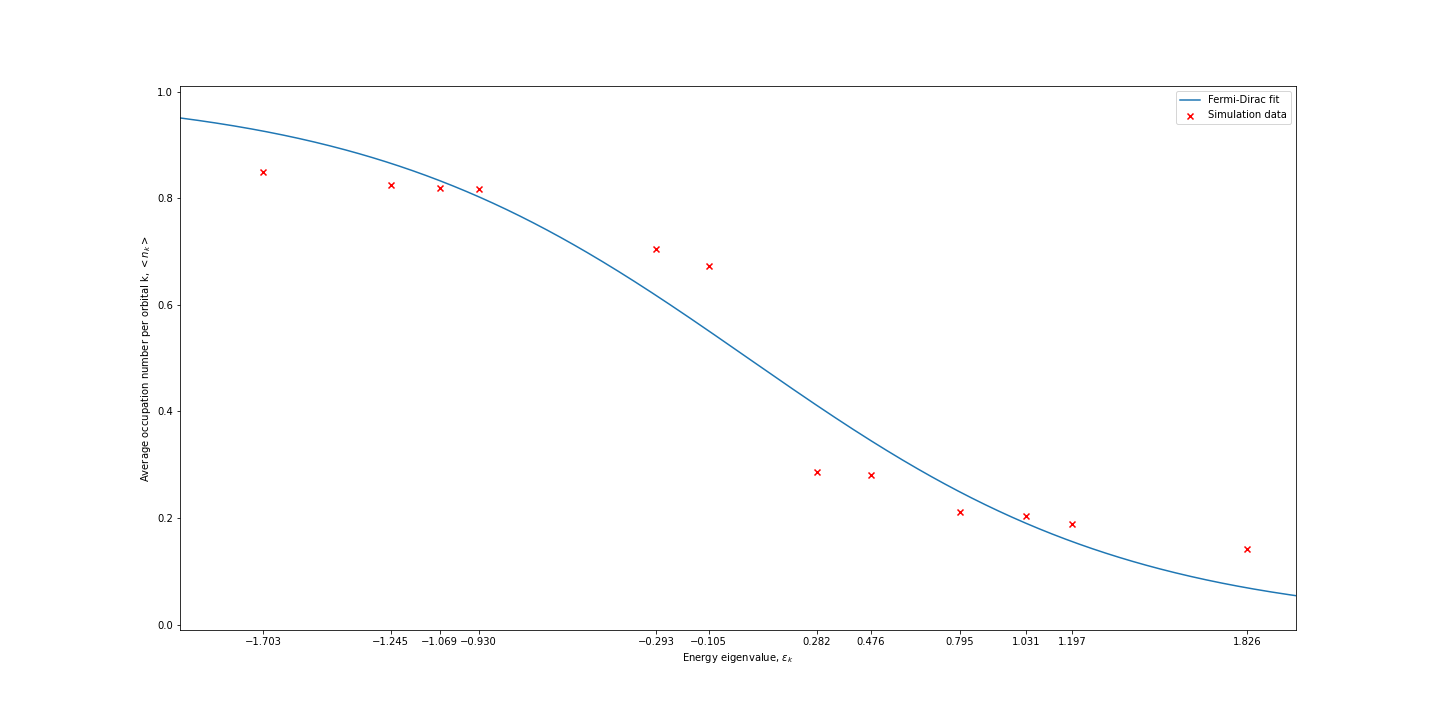 Fermi-Dirac fit
Simulation data
1.0
0.8
0.6
0.4
0.2
0.0
Average occupation number per orbital k, $< n_k >$
−1.703 −1.245 −1.069 −0.930 −0.293 −0.105 0.282 0.476 0.795 1.031 1.197 1.826
Energy eigenvalue, $\varepsilon_k$